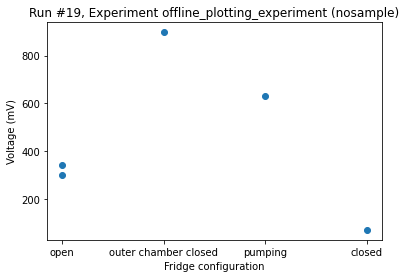 Run #19, Experiment offline_plotting_experiment (nosample)
800
600
400
200
Voltage (mV)
open
outer chamber closed
pumping
closed
Fridge configuration